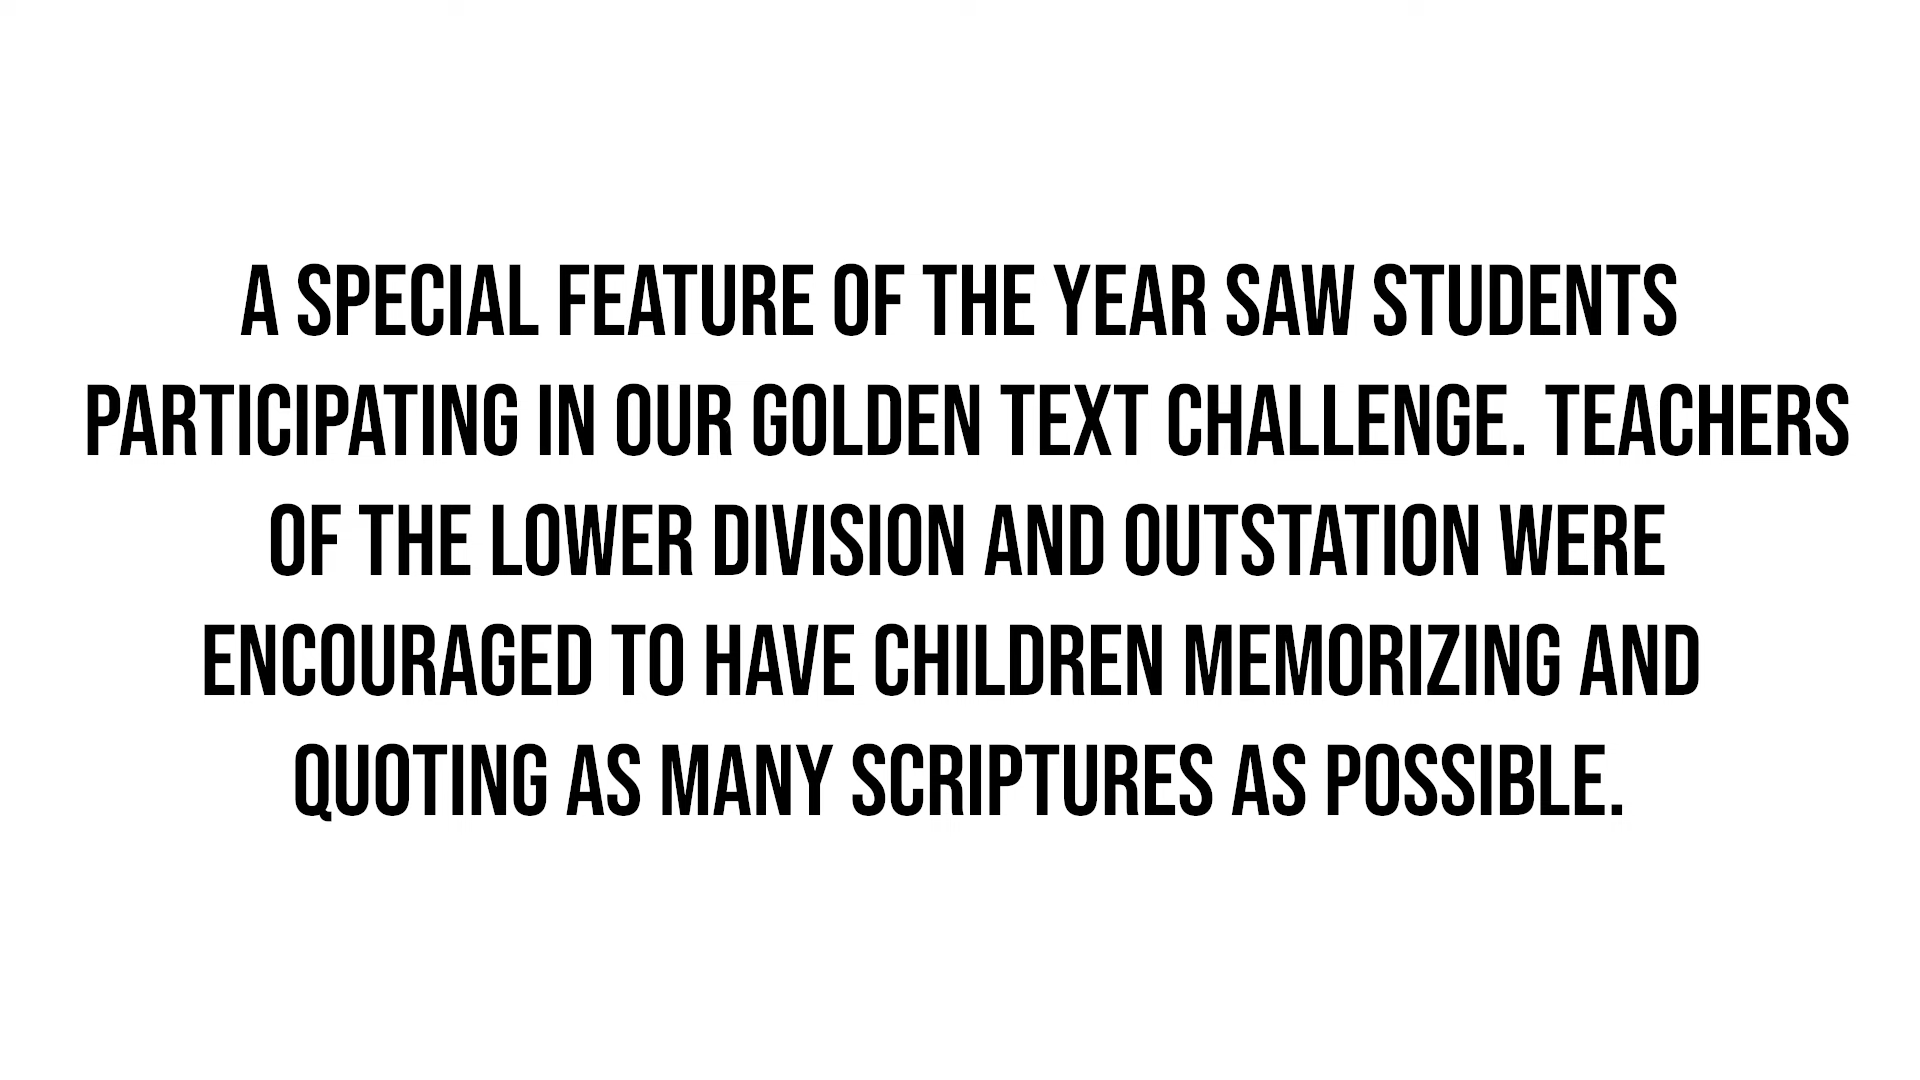 A SPECIAL FEATURE OF THE YEAR SAW STUDENTS
PARTICIPATING IN OUR GOLDEN TEXT CHALLENGE. TEACHERS
OF THE LOWER DIVISION AND OUTSTATION WERE
ENCOURAGED TO HAVE CHILDREN MEMORIZING AND
QUOTING AS MANY SCRIPTURES AS POSSIBLE.